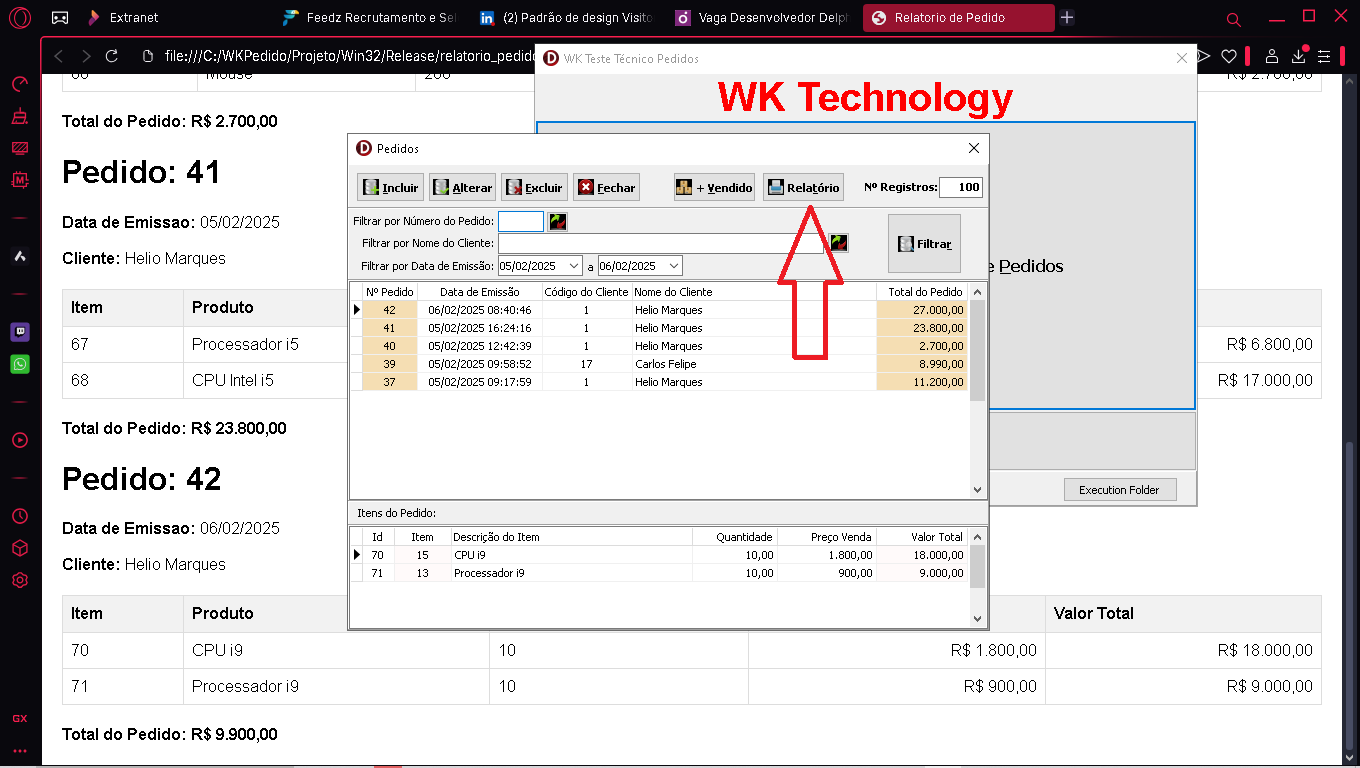 Extranet
Feedz Recrutamento e Sel
(2) Padrão de design Visito
Vaga Desenvolvedor Delph
Relatorio de Pedido
file:///C:/WKPedido/Projeto/Win32/Release/relatorio_pedido
WK Teste Técnico Pedidos
WK Technology
e Pedidos
Execution Folder
Mouse
200
R$ 2.700,00
Total do Pedido: R$ 2.700,00
Pedido: 41
Data de Emissao: 05/02/2025
Cliente: Helio Marques
Item Produto
67 Processador i5 R$ 6.800,00
68 CPU Intel i5 R$ 17.000,00
Total do Pedido: R$ 23.800,00
Pedido: 42
Data de Emissao: 06/02/2025
Cliente: Helio Marques
Item Produto Valor Total
70 CPU i9 10 R$ 1.800,00 R$ 18.000,00
71 Processador i9 10 R$ 900,00 R$ 9.000,00
Total do Pedido: R$ 9.900,00
Pedidos
Incluir Alterar Excluir Fechar + Vendido Relatório Nº Registros: 100
Filtrar por Número do Pedido:
Filtrar por Nome do Cliente:
Filtrar por Data de Emissão: 05/02/2025 a 06/02/2025
Filtrar
Nº Pedido Data de Emissão Código do Cliente Nome do Cliente Total do Pedido
42 06/02/2025 08:40:46 1 Helio Marques 27.000,00
41 05/02/2025 16:24:16 1 Helio Marques 23.800,00
40 05/02/2025 12:42:39 1 Helio Marques 2.700,00
39 05/02/2025 09:58:52 17 Carlos Felipe 8.990,00
37 05/02/2025 09:17:59 1 Helio Marques 11.200,00
Itens do Pedido:
Id Item Descrição do Item Quantidade Preço Venda Valor Total
70 15 CPU i9 10,00 1.800,00 18.000,00
71 13 Processador i9 10,00 900,00 9.000,00
GX